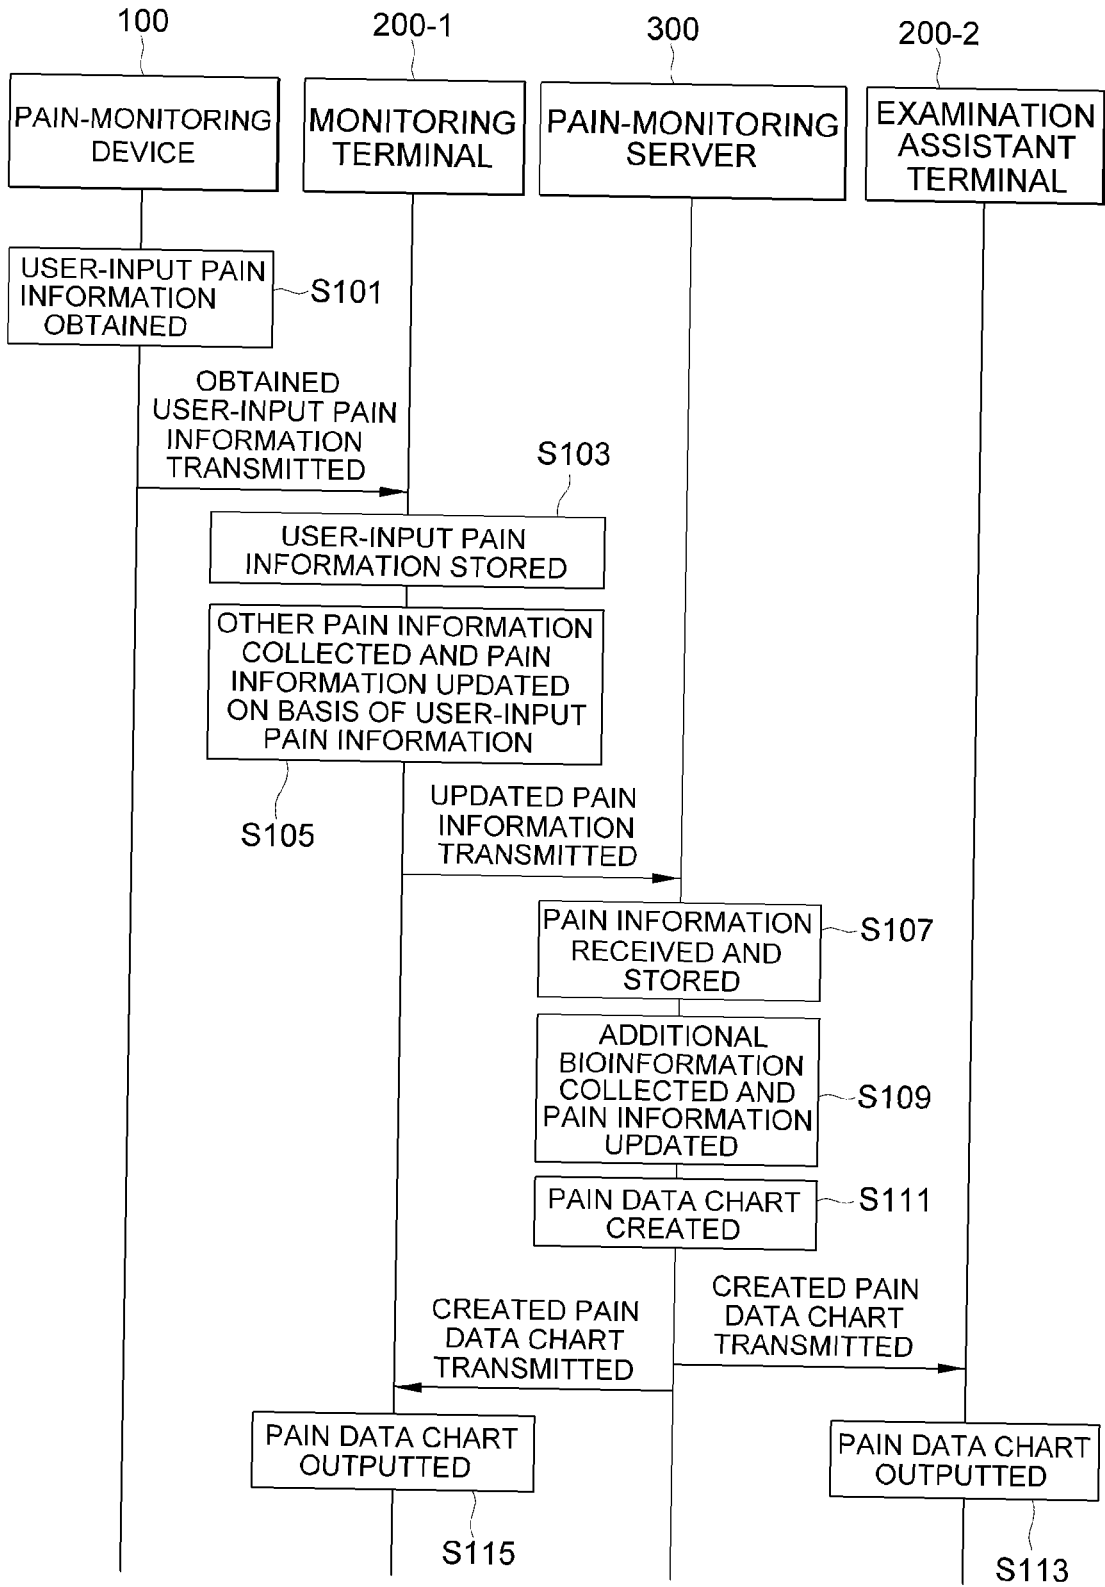 100
200-1
300
200-2
PAIN-MONITORING
DEVICE
MONITORING
TERMINAL
PAIN-MONITORING
SERVER
EXAMINATION
ASSISTANT
TERMINAL
USER-INPUT PAIN
INFORMATION
OBTAINED
S101
OBTAINED
USER-INPUT PAIN
INFORMATION
TRANSMITTED
S103
USER-INPUT PAIN
INFORMATION STORED
OTHER PAIN INFORMATION
COLLECTED AND PAIN
INFORMATION UPDATED
ON BASIS OF USER-INPUT
PAIN INFORMATION
S105
UPDATED PAIN
INFORMATION
TRANSMITTED
PAIN INFORMATION
RECEIVED AND
STORED
S107
ADDITIONAL
BIOINFORMATION
COLLECTED AND
PAIN INFORMATION
UPDATED
S109
PAIN DATA CHART
CREATED
S111
CREATED PAIN
DATA CHART
TRANSMITTED
CREATED PAIN
DATA CHART
TRANSMITTED
PAIN DATA CHART
OUTPUTTED
S115
PAIN DATA CHART
OUTPUTTED
S113